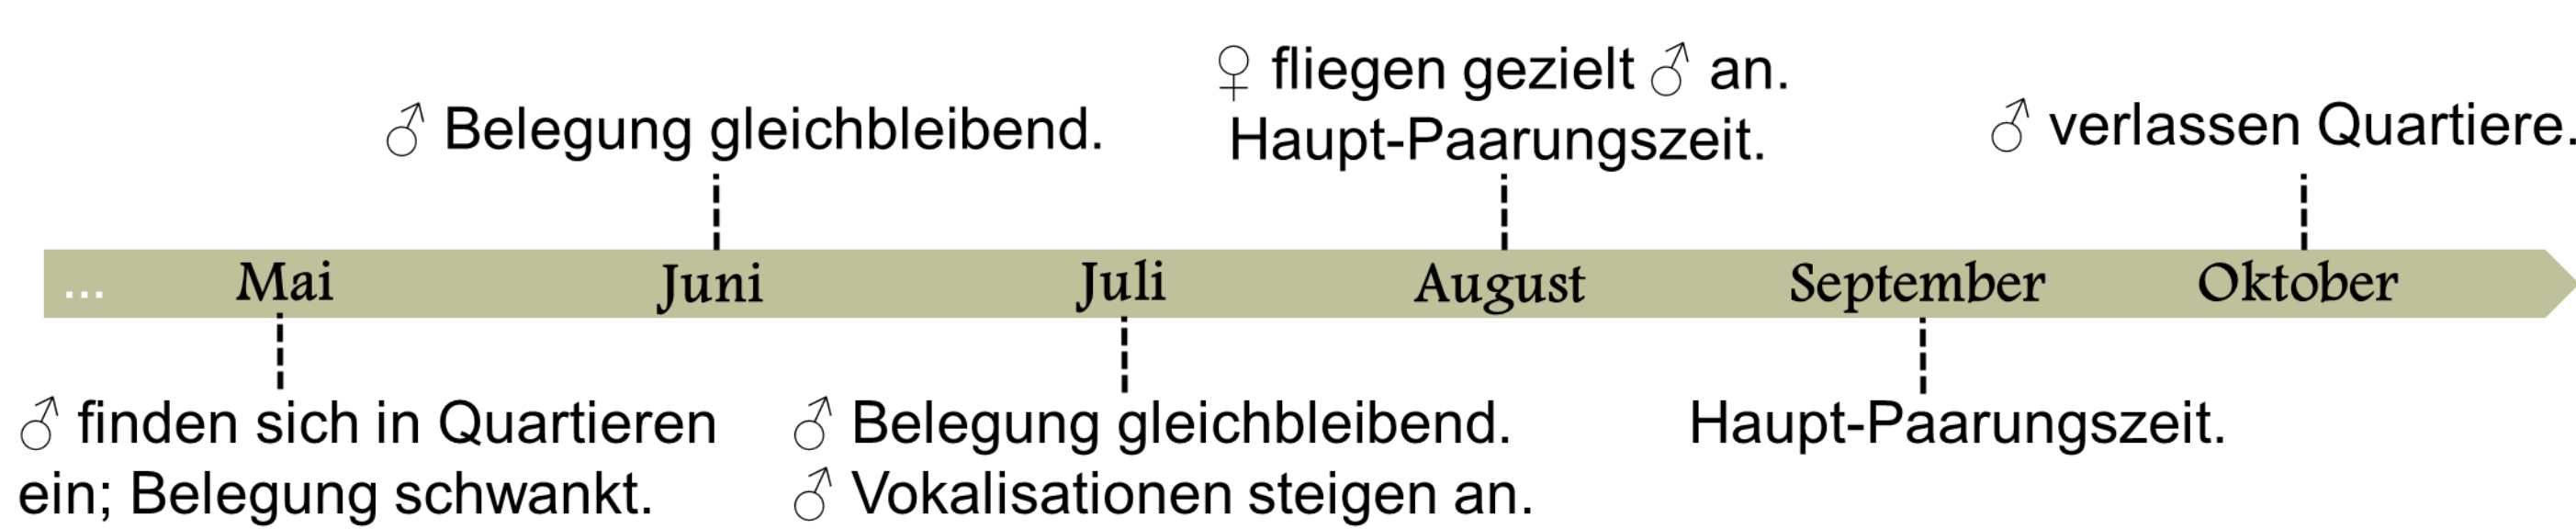 ♀ fliegen gezielt ♂ an.
Haupt-Paarungszeit.
♂ Belegung gleichbleibend.
♂ verlassen Quartiere.
... Mai Juni Juli August September Oktober
♂ finden sich in Quartieren
ein; Belegung schwankt.
♂ Belegung gleichbleibend.
♂ Vokalisationen steigen an.
Haupt-Paarungszeit.